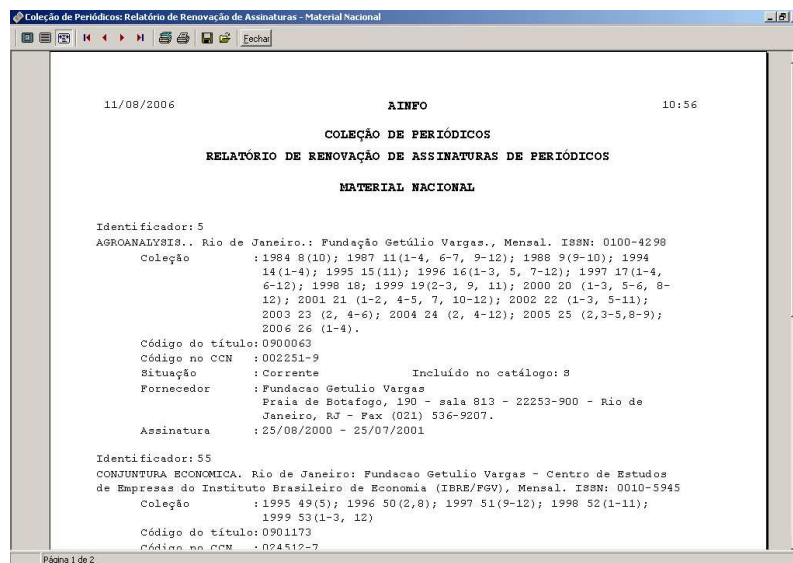 Coleção de Periódicos: Relatório de Renovação de Assinaturas - Material Nacional
Fechar
11/08/2006 AINFO 10:56
COLEÇÃO DE PERIÓDICOS
RELATÓRIO DE RENOVAÇÃO DE ASSINATURAS DE PERIÓDICOS
MATERIAL NACIONAL
Identificador: 5
AGROANALYSIS.. Rio de Janeiro.: Fundação Getúlio Vargas., Mensal. ISSN: 0100-4298
Coleção : 1984 8(10); 1987 11(1-4, 6-7, 9-12); 1988 9(9-10); 1994
14(1-4); 1995 15(11); 1996 16(1-3, 5, 7-12); 1997 17(1-4,
6-12); 1998 18; 1999 19(2-3, 9, 11); 2000 20 (1-3, 5-6, 8-
12); 2001 21 (1-2, 4-5, 7, 10-12); 2002 22 (1-3, 5-11);
2003 23 (2, 4-6); 2004 24 (2, 4-12); 2005 25 (2,3-5,8-9);
2006 26 (1-4).
Código do título: 0900063
Código no CCN : 002251-9
Situação : Corrente Incluído no catálogo: S
Fornecedor : Fundacao Getulio Vargas
Praia de Botafogo, 190 - sala 813 - 22253-900 - Rio de
Janeiro, RJ - Fax (021) 536-9207.
Assinatura : 25/08/2000 - 25/07/2001
Identificador: 55
CONJUNTURA ECONOMICA. Rio de Janeiro: Fundacao Getulio Vargas - Centro de Estudos
de Empresas do Instituto Brasileiro de Economia (IBRE/FGV), Mensal. ISSN: 0010-5945
Coleção : 1995 49(5); 1996 50(2,8); 1997 51(9-12); 1998 52(1-11);
1999 53(1-3, 12)
Código do título: 0901173
Código no CCN : 024512-7
Página 1 de 2